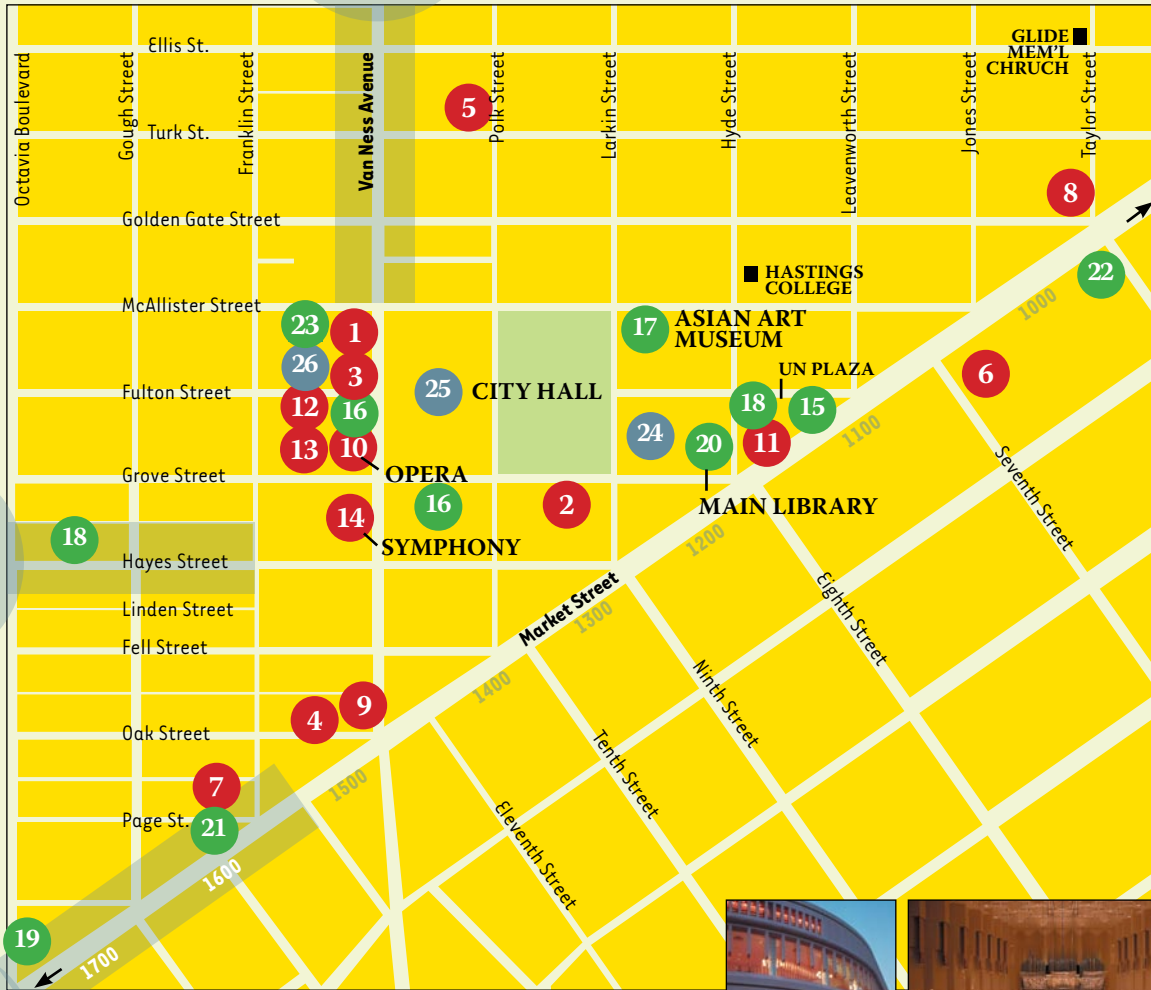 Ellis St.
GLIDE
MEM'L
CHRUCH
Octavia Boulevard
Gough Street
Franklin Street
Van Ness Avenue
Polk Street
Larkin Street
Hyde Street
Leavenworth Street
Jones Street
Taylor Street
5
Turk St.
8
Golden Gate Street
22
HASTINGS
COLLEGE
McAllister Street
1000
23
1
17
ASIAN ART
MUSEUM
26
3
UN PLAZA
6
Fulton Street
25
CITY HALL
12
16
18
15
1100
13
10
24
20
11
OPERA
Grove Street
Seventh Street
18
14
16
2
MAIN LIBRARY
SYMPHONY
1200
Hayes Street
Eighth Street
Linden Street
Market Street
1300
Fell Street
Ninth Street
1400
4
9
Oak Street
Tenth Street
7
1500
Eleventh Street
Page St.
21
1600
19
1700